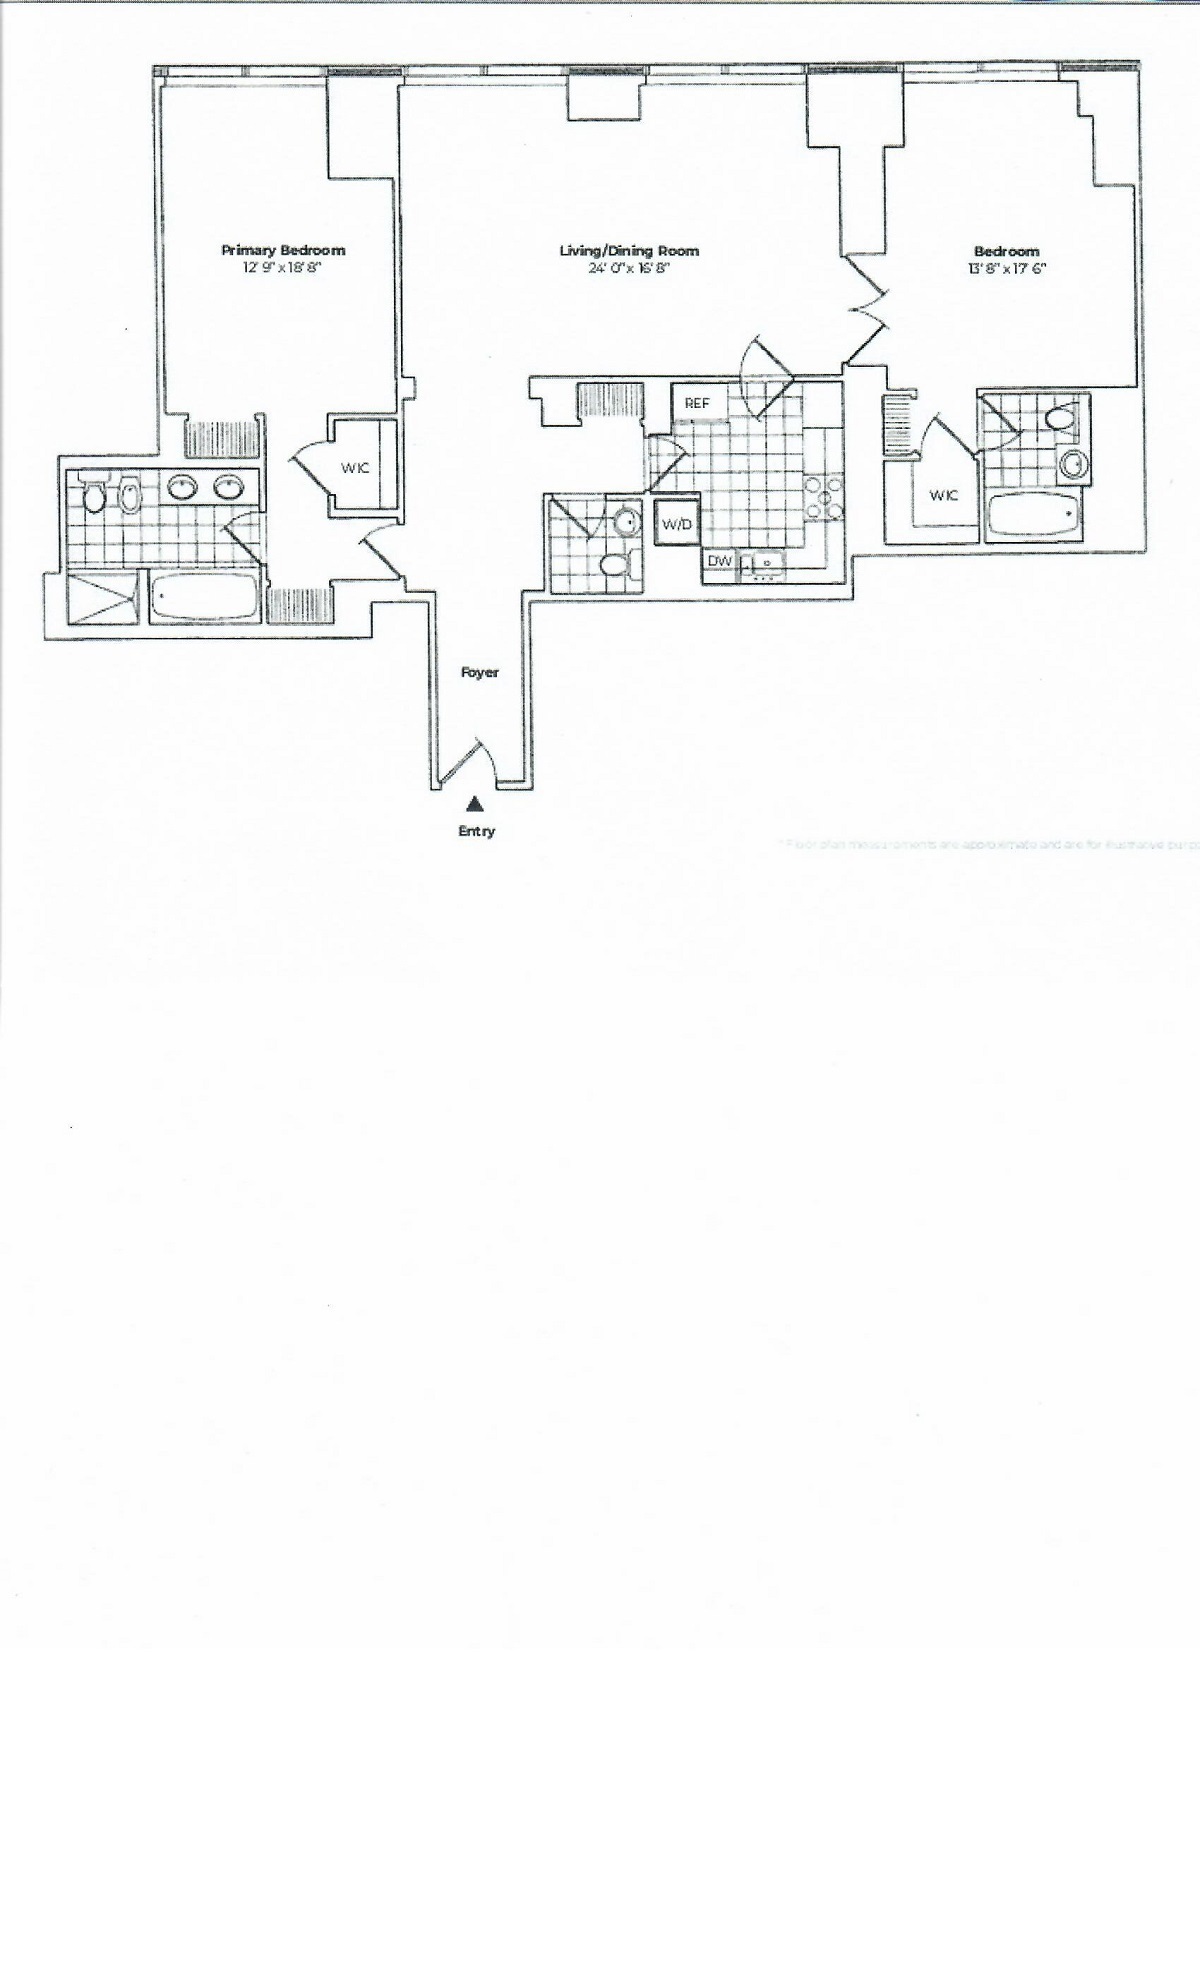 Primary Bedroom
12' 9" x 18' 8"
Living/Dining Room
24' 0" x 16' 8"
Bedroom
13' 8" x 17' 6"
REF
WIC
WIC
W/D
DW
Foyer
Entry
* Floor plan measurements are approximate and are for illustrative